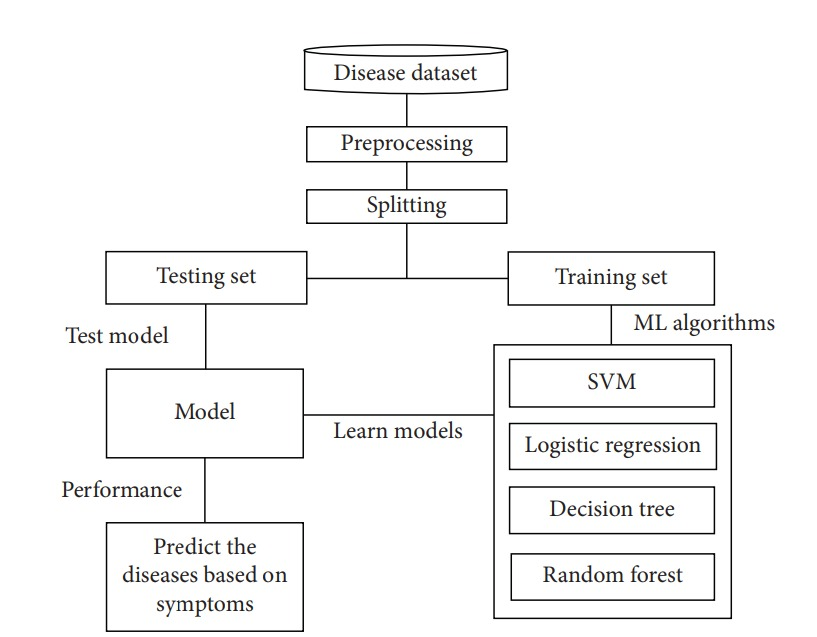 Disease dataset
Preprocessing
Splitting
Testing set
Training set
Test model
ML algorithms
Model
Learn models
SVM
Logistic regression
Decision tree
Random forest
Performance
Predict the
diseases based on
symptoms